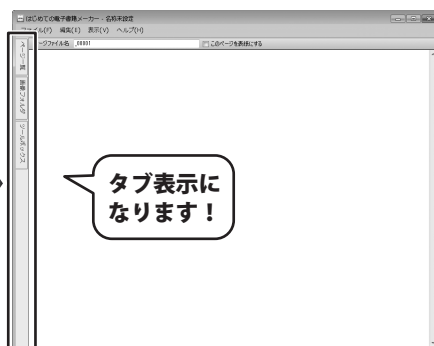 はじめての電子書籍メーカー - 名称未設定
ファイル(F) 編集(E) 表示(V) ヘルプ(H)
ページファイル名 _00001 このページを表紙にする
ページ一覧
画像フォルダ
ツールボックス
タブ表示に
なります！